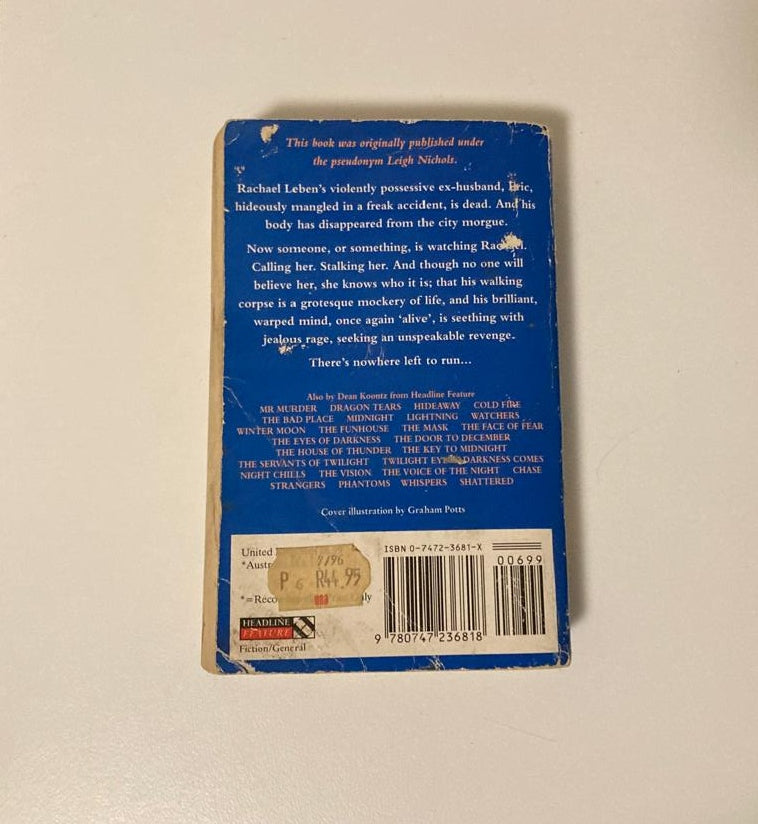 This book was originally published under
the pseudonym Leigh Nichols.
Rachael Leben's violently possessive ex-husband, Eric,
hideously mangled in a freak accident, is dead. And his
body has disappeared from the city morgue.
Now someone, or something, is watching Rachael.
Calling her. Stalking her. And though no one will
believe her, she knows who it is; that his walking
corpse is a grotesque mockery of life, and his brilliant,
warped mind, once again 'alive', is seething with
jealous rage, seeking an unspeakable revenge.
There's nowhere left to run...
Also by Dean Koontz from Headline Feature
MR MURDER DRAGON TEARS HIDEAWAY COLD FIRE
THE BAD PLACE MIDNIGHT LIGHTNING WATCHERS
WINTER MOON THE FUNHOUSE THE MASK THE FACE OF FEAR
THE EYES OF DARKNESS THE DOOR TO DECEMBER
THE HOUSE OF THUNDER THE KEY TO MIDNIGHT
THE SERVANTS OF TWILIGHT TWILIGHT EYES DARKNESS COMES
NIGHT CHILLS THE VISION THE VOICE OF THE NIGHT CHASE
STRANGERS PHANTOMS WHISPERS SHATTERED
Cover illustration by Graham Potts
United
7/96
P 6 R44.95
ISBN 0-7472-3681-X
00699
9 780747 236818
HEADLINE
FEATURE
Fiction/General